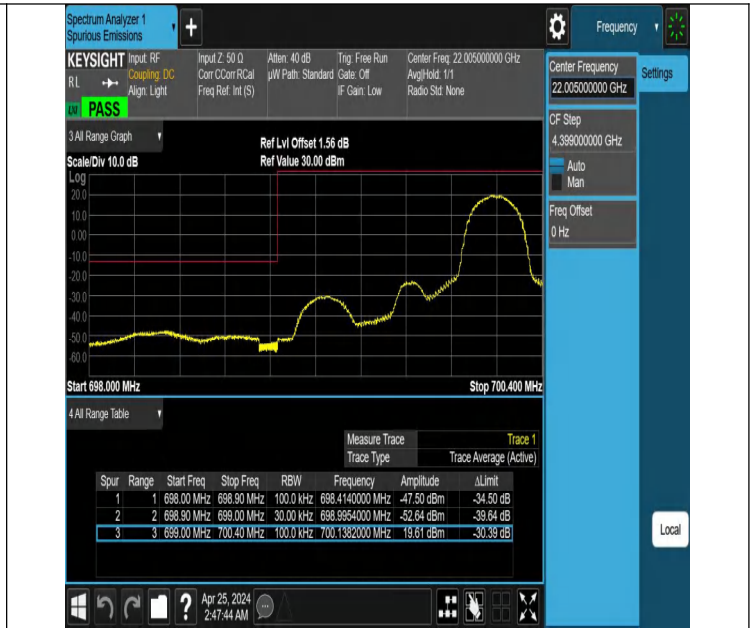 Spectrum Analyzer 1
Spurious Emissions
Frequency
KEYSIGHT
Input: RF
Input Z: 50 Ω
Atten: 40 dB
Trig: Free Run
Center Freq: 22.005000000 GHz
RL
Coupling: DC
Corr CCorr RCal
µW Path: Standard
Gate: Off
Avg|Hold: 1/1
Align: Light
Freq Ref: Int (S)
IF Gain: Low
Radio Std: None
PASS
Center Frequency
22.005000000 GHz
Settings
CF Step
4.399000000 GHz
Auto
Man
Freq Offset
0 Hz
3 All Range Graph
Ref Lvl Offset 1.56 dB
Scale/Div 10.0 dB
Ref Value 30.00 dBm
Log
20.0
10.0
0.00
-10.0
-20.0
-30.0
-40.0
-50.0
-60.0
Start 698.000 MHz
Stop 700.400 MHz
4 All Range Table
Measure Trace Trace 1
Trace Type Trace Average (Active)
Spur Range Start Freq Stop Freq RBW Frequency Amplitude ΔLimit
1 1 698.00 MHz 698.90 MHz 100.0 kHz 698.4140000 MHz -47.50 dBm -34.50 dB
2 2 698.90 MHz 699.00 MHz 30.00 kHz 698.9954000 MHz -52.64 dBm -39.64 dB
3 3 699.00 MHz 700.40 MHz 100.0 kHz 700.1382000 MHz 19.61 dBm -30.39 dB
Local
Apr 25, 2024
2:47:44 AM